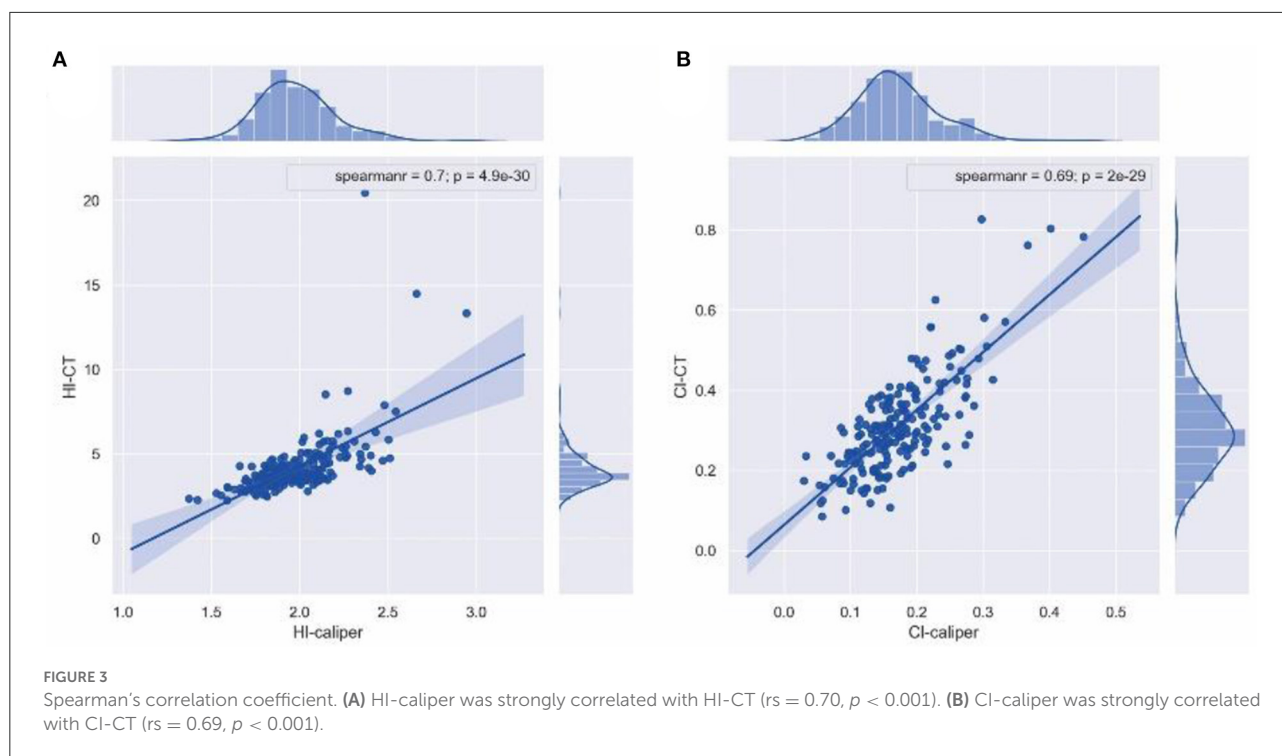 A
B
spearmanr = 0.7; p = 4.9e-30
spearmanr = 0.69; p = 2e-29
20
15
10
5
0
HI-CT
1.0 1.5 2.0 2.5 3.0
HI-caliper
0.8
0.6
0.4
0.2
0.0
CI-CT
0.0 0.1 0.2 0.3 0.4 0.5
CI-caliper
FIGURE 3
Spearman's correlation coefficient. (A) HI-caliper was strongly correlated with HI-CT (rs = 0.70, p < 0.001). (B) CI-caliper was strongly correlated
with CI-CT (rs = 0.69, p < 0.001).